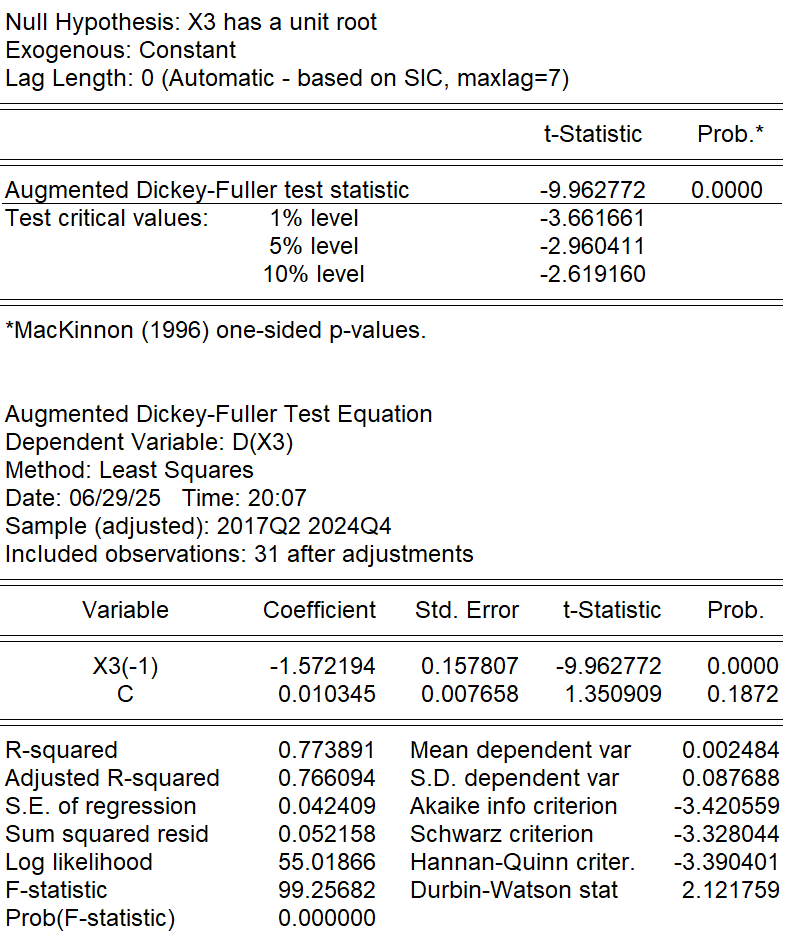 Null Hypothesis: X3 has a unit root
Exogenous: Constant
Lag Length: 0 (Automatic - based on SIC, maxlag=7)
t-Statistic Prob.*
Augmented Dickey-Fuller test statistic -9.962772 0.0000
Test critical values: 1% level -3.661661
5% level -2.960411
10% level -2.619160
*MacKinnon (1996) one-sided p-values.
Augmented Dickey-Fuller Test Equation
Dependent Variable: D(X3)
Method: Least Squares
Date: 06/29/25 Time: 20:07
Sample (adjusted): 2017Q2 2024Q4
Included observations: 31 after adjustments
Variable Coefficient Std. Error t-Statistic Prob.
X3(-1) -1.572194 0.157807 -9.962772 0.0000
C 0.010345 0.007658 1.350909 0.1872
R-squared 0.773891 Mean dependent var 0.002484
Adjusted R-squared 0.766094 S.D. dependent var 0.087688
S.E. of regression 0.042409 Akaike info criterion -3.420559
Sum squared resid 0.052158 Schwarz criterion -3.328044
Log likelihood 55.01866 Hannan-Quinn criter. -3.390401
F-statistic 99.25682 Durbin-Watson stat 2.121759
Prob(F-statistic) 0.000000